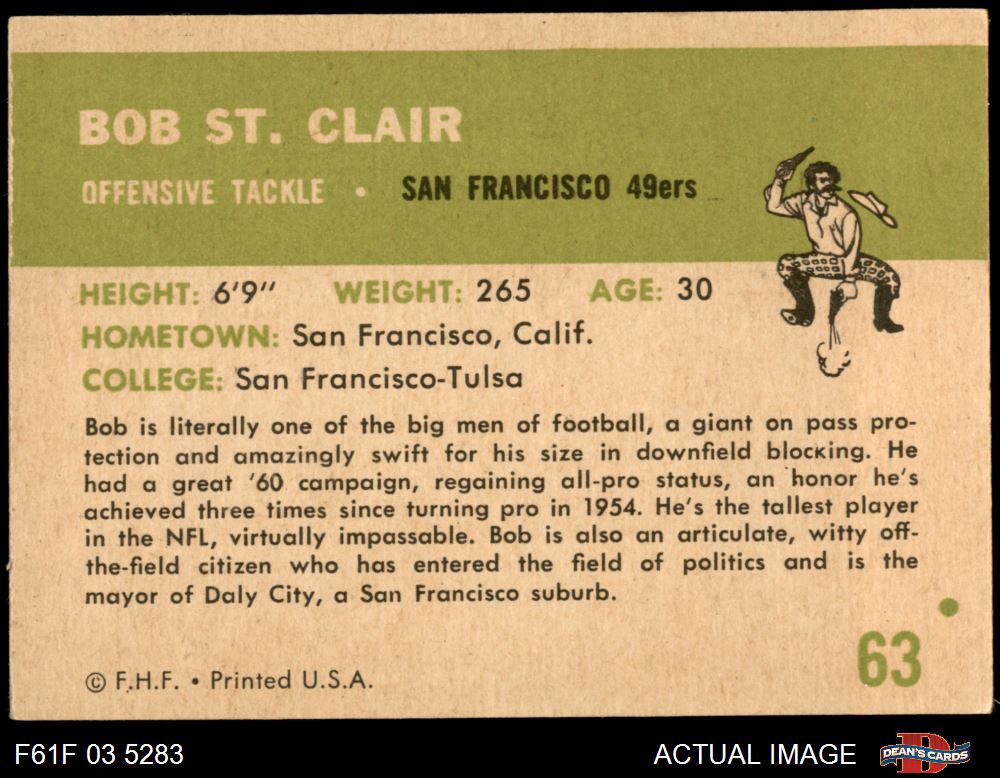 BOB ST. CLAIR
OFFENSIVE TACKLE • SAN FRANCISCO 49ers
HEIGHT: 6'9" WEIGHT: 265 AGE: 30
HOMETOWN: San Francisco, Calif.
COLLEGE: San Francisco-Tulsa
Bob is literally one of the big men of football, a giant on pass pro-
tection and amazingly swift for his size in downfield blocking. He
had a great '60 campaign, regaining all-pro status, an honor he's
achieved three times since turning pro in 1954. He's the tallest player
in the NFL, virtually impassable. Bob is also an articulate, witty off-
the-field citizen who has entered the field of politics and is the
mayor of Daly City, a San Francisco suburb.
63
© F.H.F. • Printed U.S.A.
F61F 03 5283 ACTUAL IMAGE D DEAN'S CARDS